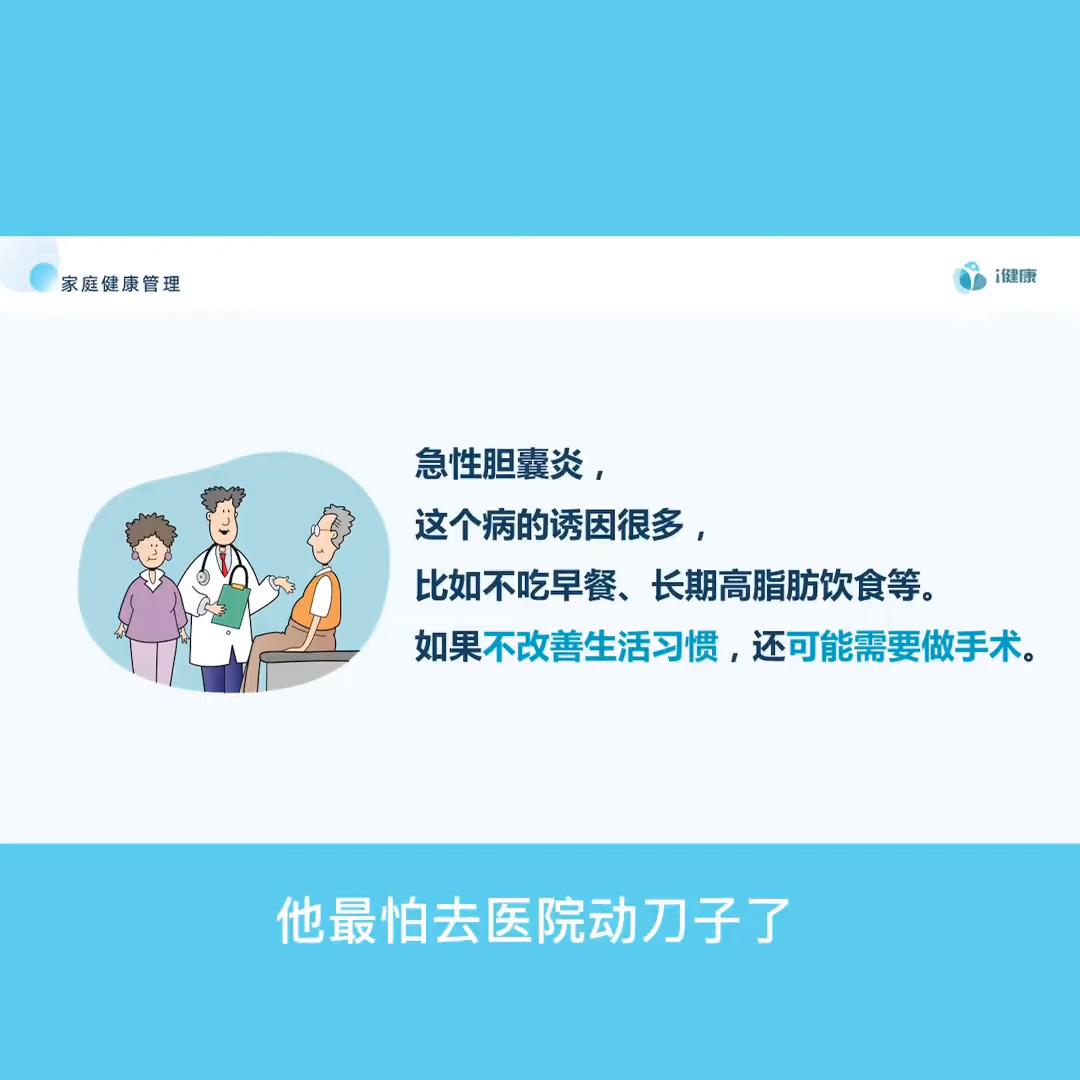 家庭健康管理
i健康
急性胆囊炎，
这个病的诱因很多，
比如不吃早餐、长期高脂肪饮食等。
如果不改善生活习惯，还可能需要做手术。
他最怕去医院动刀子了